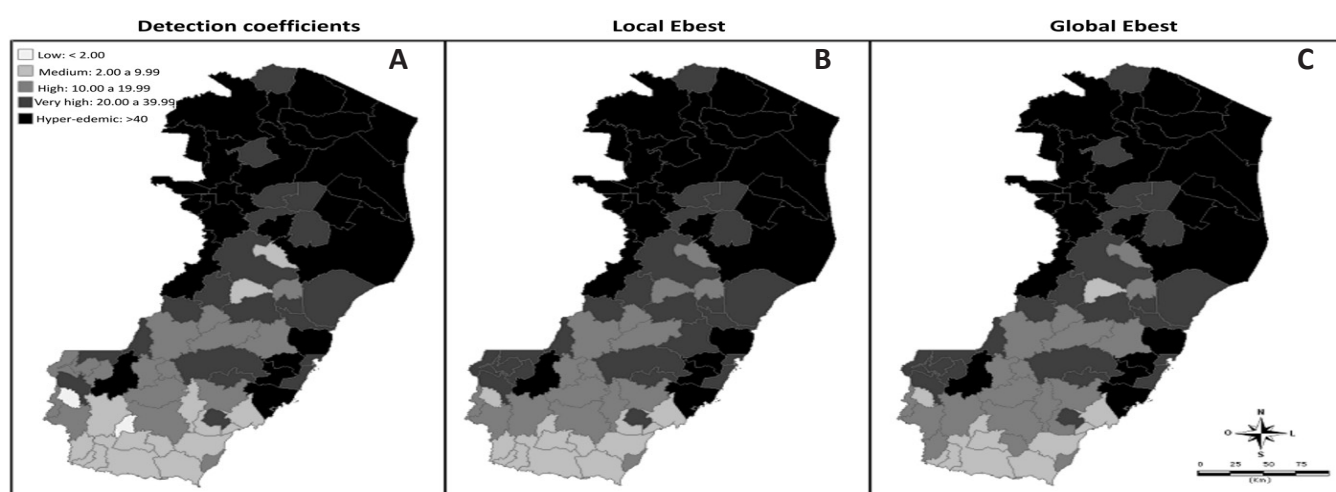 Detection coefficients
Local Ebest
Global Ebest
A
B
C
Low: < 2.00
Medium: 2.00 a 9.99
High: 10.00 a 19.99
Very high: 20.00 a 39.99
Hyper-edemic: >40
N
O L
S
0 25 50 75
(Km)